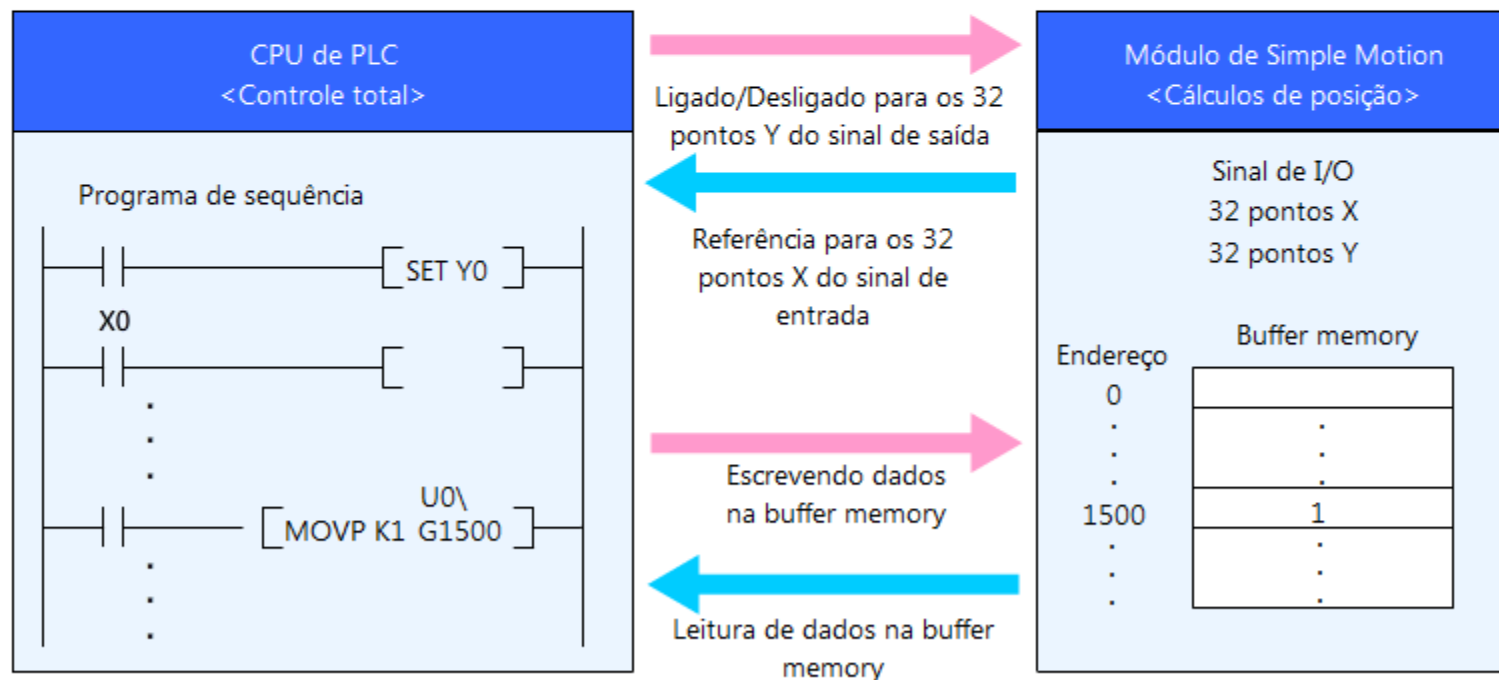 CPU de PLC
<Controle total>
Programa de sequência
SET Y0
X0
U0\
MOVP K1 G1500
Ligado/Desligado para os 32
pontos Y do sinal de saída
Referência para os 32
pontos X do sinal de
entrada
Escrevendo dados
na buffer memory
Leitura de dados na buffer
memory
Módulo de Simple Motion
<Cálculos de posição>
Sinal de I/O
32 pontos X
32 pontos Y
Buffer memory
Endereço
0
1500 1